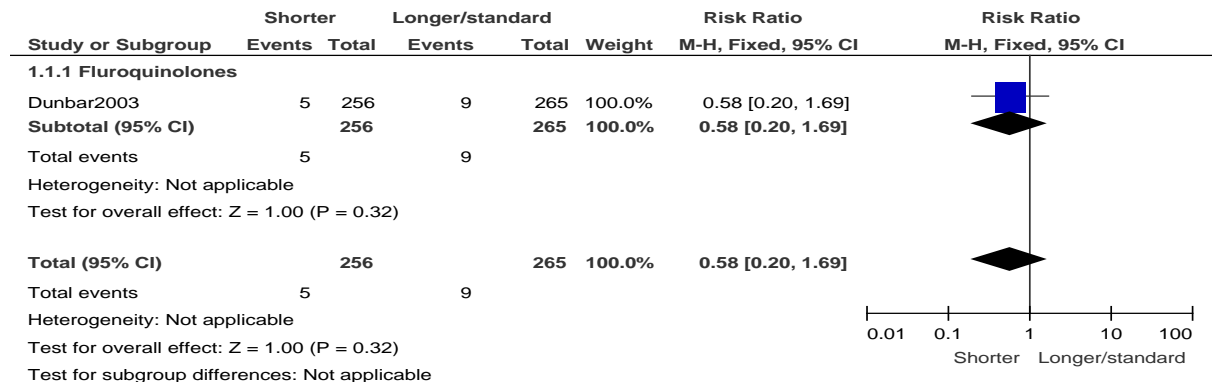 Shorter Longer/standard Risk Ratio Risk Ratio
Study or Subgroup Events Total Events Total Weight M-H, Fixed, 95% CI M-H, Fixed, 95% CI
1.1.1 Fluroquinolones
Dunbar2003 5 256 9 265 100.0% 0.58 [0.20, 1.69]
Subtotal (95% CI) 256 265 100.0% 0.58 [0.20, 1.69]
Total events 5 9
Heterogeneity: Not applicable
Test for overall effect: Z = 1.00 (P = 0.32)
Total (95% CI) 256 265 100.0% 0.58 [0.20, 1.69]
Total events 5 9
Heterogeneity: Not applicable
Test for overall effect: Z = 1.00 (P = 0.32)
Test for subgroup differences: Not applicable
0.01 0.1 1 10 100
Shorter Longer/standard